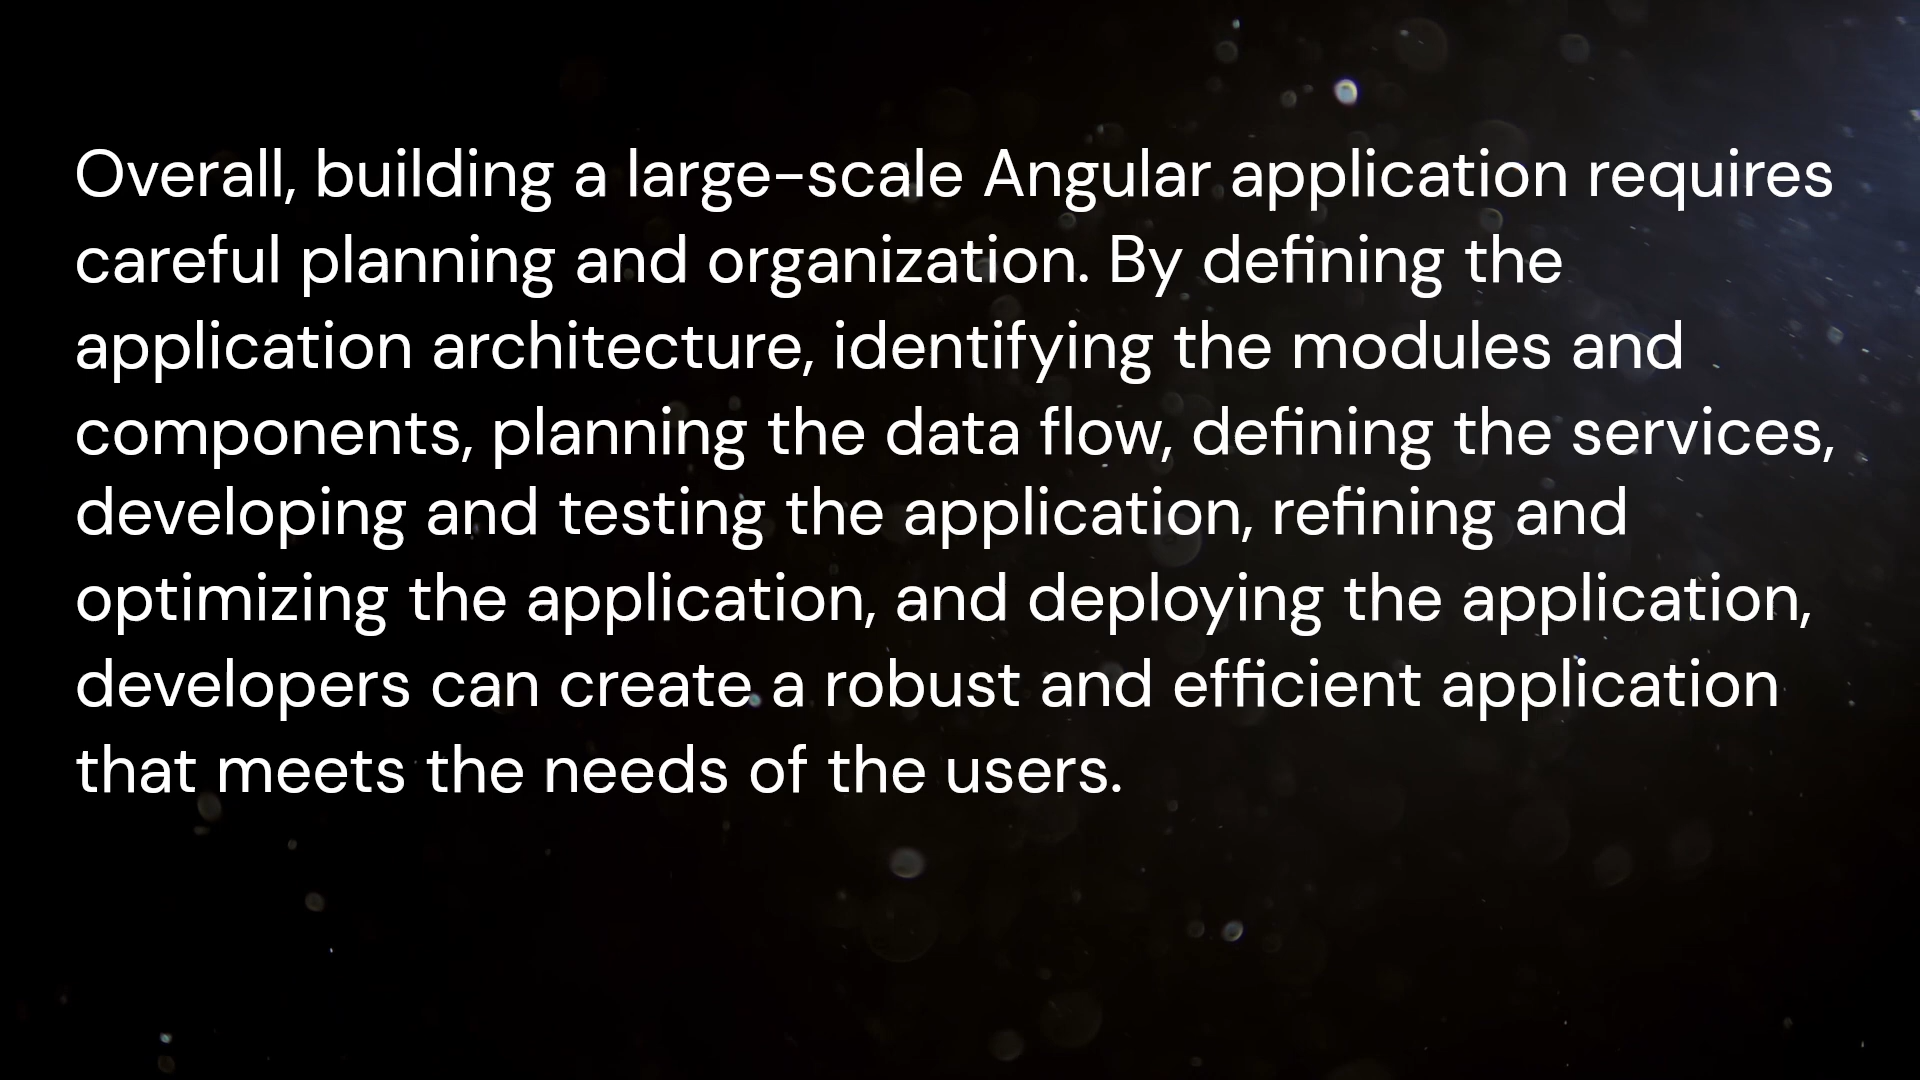 Overall, building a large-scale Angular application requires
careful planning and organization. By defining the
application architecture, identifying the modules and
components, planning the data flow, defining the services,
developing and testing the application, refining and
optimizing the application, and deploying the application,
developers can create a robust and efficient application
that meets the needs of the users.